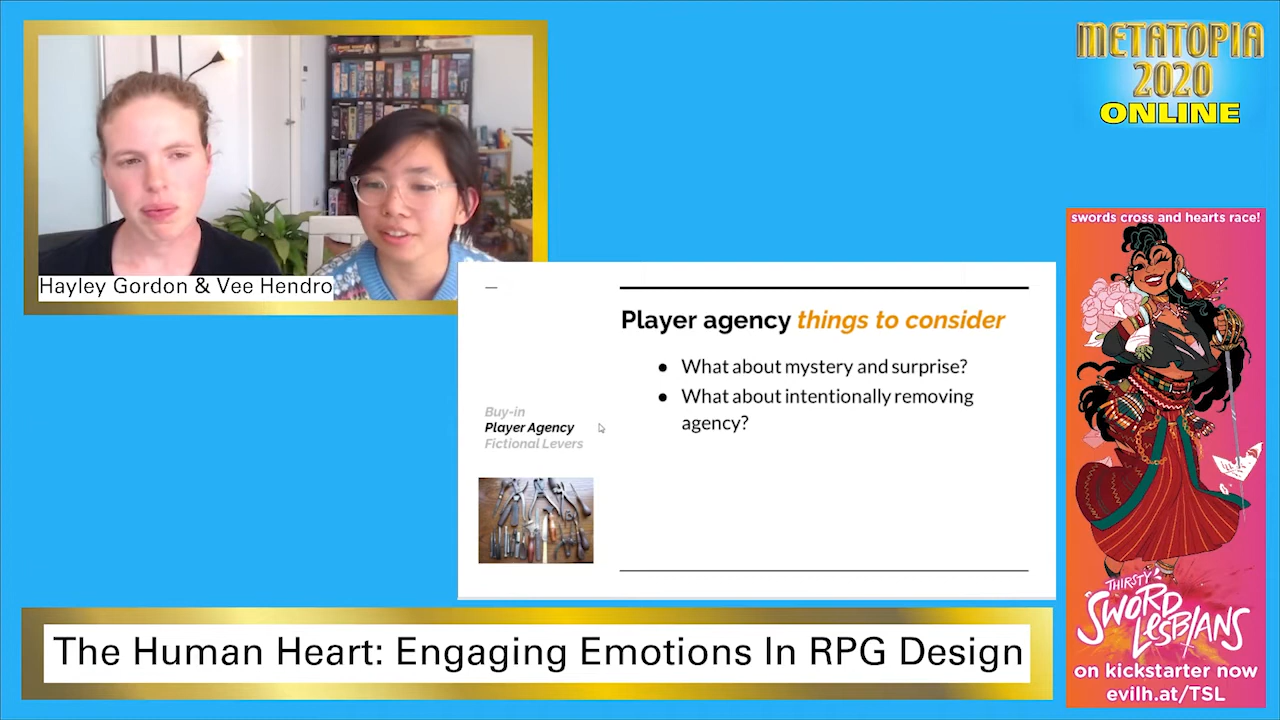 METATOPIA
2020
ONLINE
Hayley Gordon & Vee Hendro
Player agency things to consider
● What about mystery and surprise?
● What about intentionally removing
agency?
Buy-in
Player Agency
Fictional Levers
The Human Heart: Engaging Emotions In RPG Design
swords cross and hearts race!
THIRSTY
SWORD
LESBIANS
on kickstarter now
evilh.at/TSL